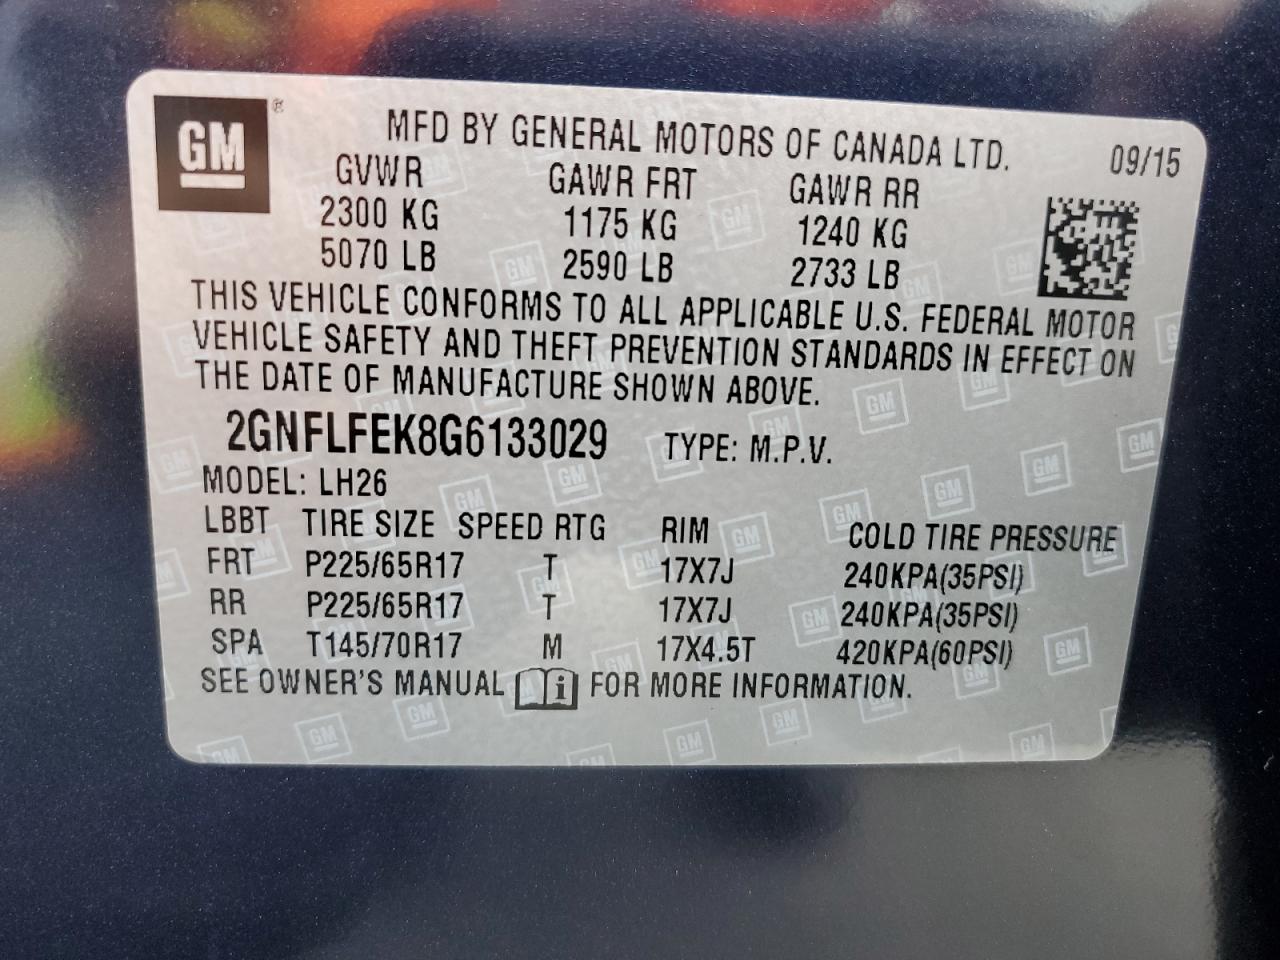 GM ®
MFD BY GENERAL MOTORS OF CANADA LTD. 09/15
GVWR GAWR FRT GAWR RR
2300 KG 1175 KG 1240 KG
5070 LB 2590 LB 2733 LB
THIS VEHICLE CONFORMS TO ALL APPLICABLE U.S. FEDERAL MOTOR
VEHICLE SAFETY AND THEFT PREVENTION STANDARDS IN EFFECT ON
THE DATE OF MANUFACTURE SHOWN ABOVE.
2GNFLFEK8G6133029 TYPE: M.P.V.
MODEL: LH26
LBBT TIRE SIZE SPEED RTG RIM COLD TIRE PRESSURE
FRT P225/65R17 T 17X7J 240KPA(35PSI)
RR P225/65R17 T 17X7J 240KPA(35PSI)
SPA T145/70R17 M 17X4.5T 420KPA(60PSI)
SEE OWNER'S MANUAL i FOR MORE INFORMATION.